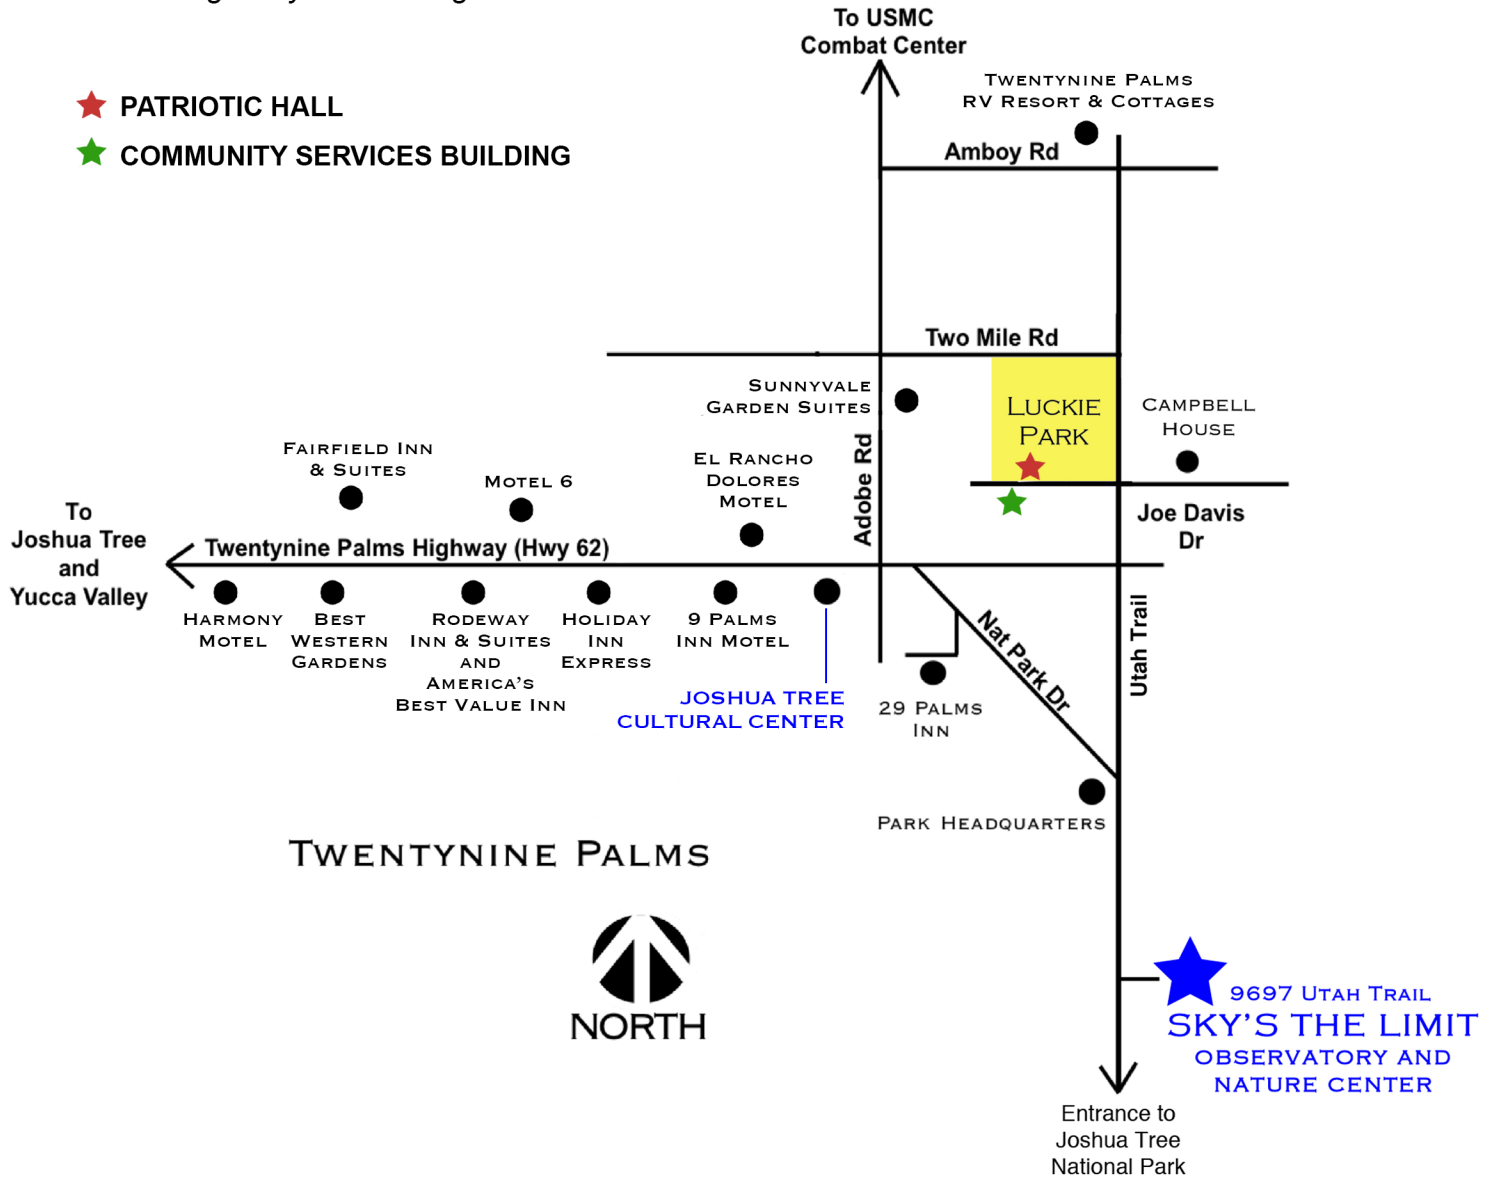 To USMC
Combat Center
TWENTYNINE PALMS
RV RESORT & COTTAGES
PATRIOTIC HALL
COMMUNITY SERVICES BUILDING
Amboy Rd
Two Mile Rd
SUNNYVALE
GARDEN SUITES
LUCKIE
PARK
CAMPBELL
HOUSE
FAIRFIELD INN
& SUITES
MOTEL 6
EL RANCHO
DOLORES
MOTEL
Adobe Rd
To
Joshua Tree
and
Yucca Valley
Joe Davis
Dr
Twentynine Palms Highway (Hwy 62)
HARMONY
MOTEL
BEST
WESTERN
GARDENS
RODEWAY
INN & SUITES
AND
AMERICA'S
BEST VALUE INN
HOLIDAY
INN
EXPRESS
9 PALMS
INN MOTEL
JOSHUA TREE
CULTURAL CENTER
29 PALMS
INN
Nat Park Dr
Utah Trail
PARK HEADQUARTERS
TWENTYNINE PALMS
NORTH
9697 UTAH TRAIL
SKY'S THE LIMIT
OBSERVATORY AND
NATURE CENTER
Entrance to
Joshua Tree
National Park